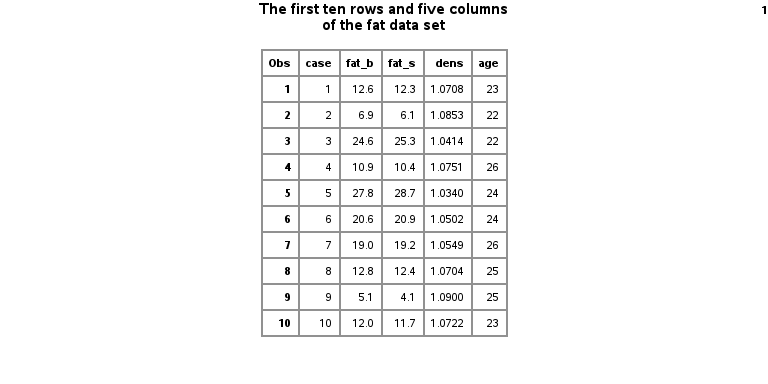 The first ten rows and five columns
of the fat data set
1
Obs case fat_b fat_s dens age
1 1 12.6 12.3 1.0708 23
2 2 6.9 6.1 1.0853 22
3 3 24.6 25.3 1.0414 22
4 4 10.9 10.4 1.0751 26
5 5 27.8 28.7 1.0340 24
6 6 20.6 20.9 1.0502 24
7 7 19.0 19.2 1.0549 26
8 8 12.8 12.4 1.0704 25
9 9 5.1 4.1 1.0900 25
10 10 12.0 11.7 1.0722 23